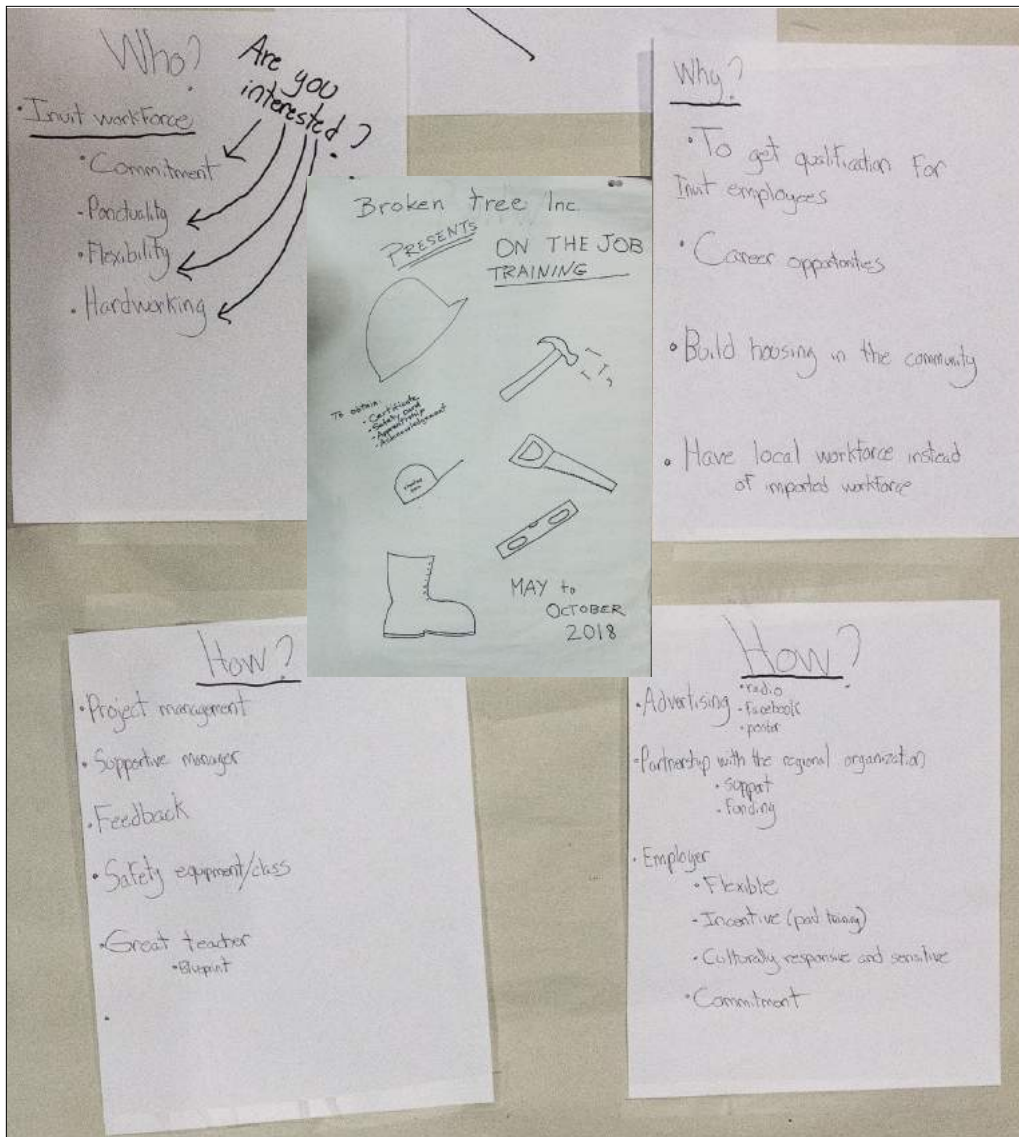 Who?
Are you
interested?
• Inuit workforce
• Commitment
• Punctuality
• Flexibility
• Hardworking
Broken tree Inc.
PRESENTS
ON THE JOB
TRAINING
To obtain:
• Certificate
• Safety Card
• Apprenticeship
• Acknowledgement
MAY to
OCTOBER
2018
Why?
• To get qualification for
Inuit employees
• Career opportunities
• Build housing in the community
• Have local workforce instead
of imported workforce
How?
• Project management
• Supportive manager
• Feedback
• Safety equipment/class
• Great teacher
• Blueprint
•
How?
• Advertising
• radio
• facebook
• poster
• Partnership with the regional organization
• Support
• Funding
• Employer
• Flexible
• Incentive (paid training)
• Culturally responsive and sensitive
• Commitment